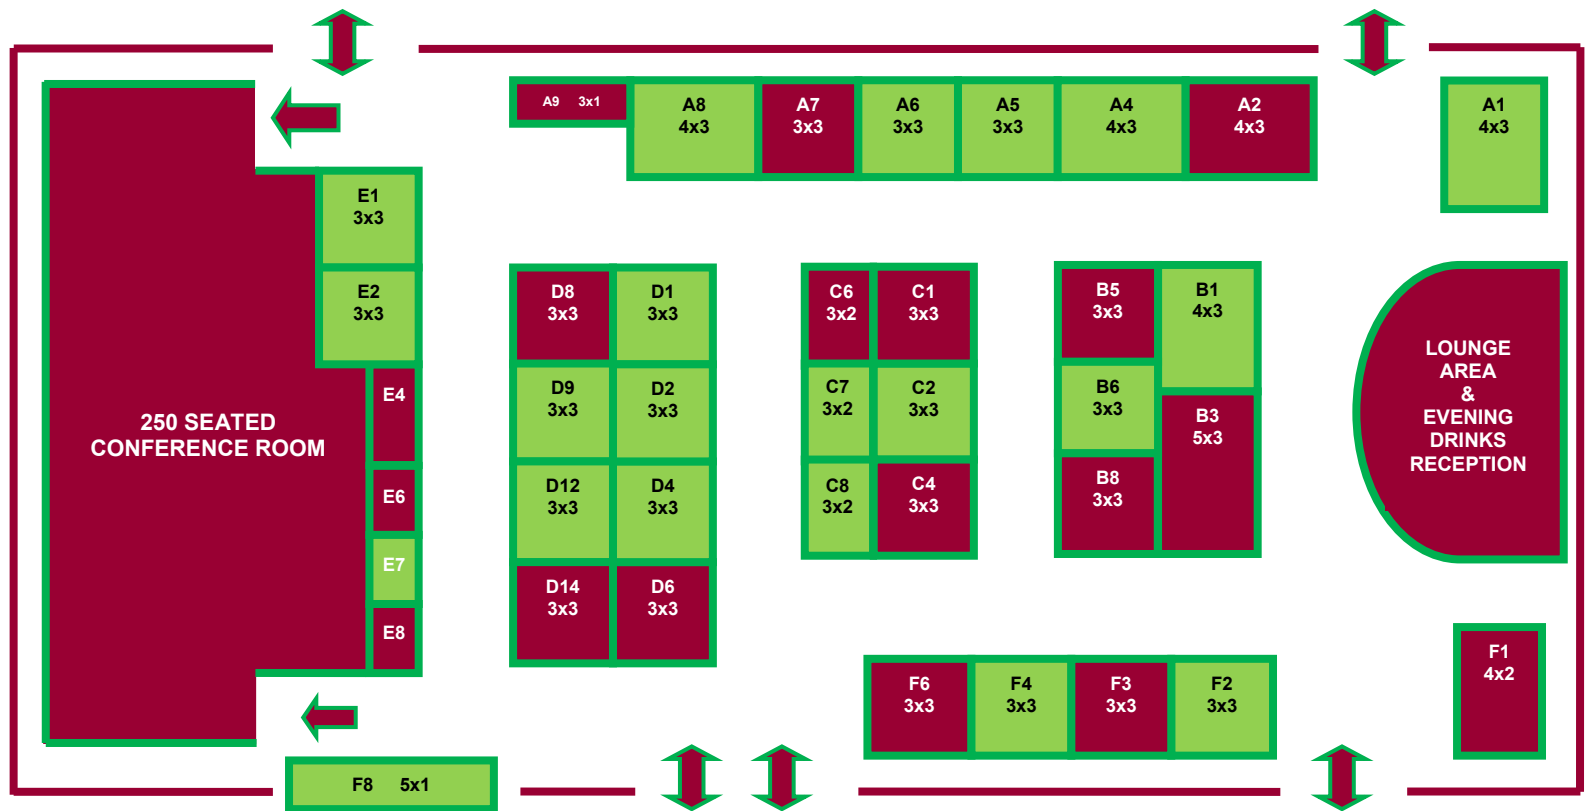 A9 3x1
A8
4x3
A7
3x3
A6
3x3
A5
3x3
A4
4x3
A2
4x3
A1
4x3
E1
3x3
E2
3x3
E4
E6
E7
E8
250 SEATED
CONFERENCE ROOM
D8
3x3
D1
3x3
D9
3x3
D2
3x3
D12
3x3
D4
3x3
D14
3x3
D6
3x3
C6
3x2
C1
3x3
C7
3x2
C2
3x3
C8
3x2
C4
3x3
B5
3x3
B1
4x3
B6
3x3
B3
5x3
B8
3x3
LOUNGE
AREA
&
EVENING
DRINKS
RECEPTION
F6
3x3
F4
3x3
F3
3x3
F2
3x3
F1
4x2
F8 5x1